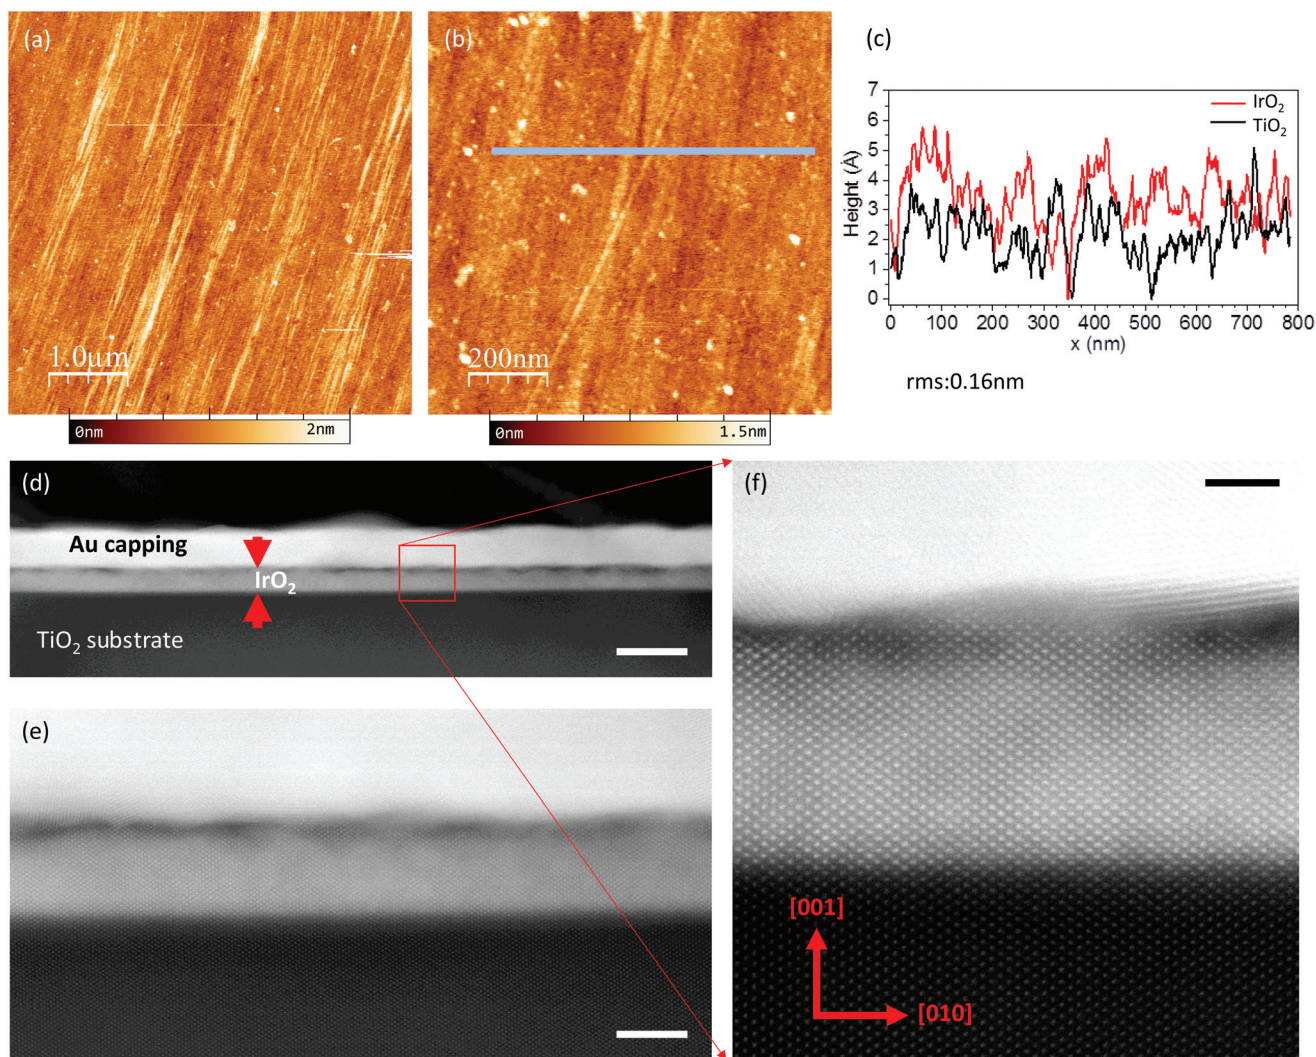 (a)
1.0μm
0nm
2nm
(b)
200nm
0nm
1.5nm
(c)
IrO₂
TiO₂
Height (Å)
7
6
5
4
3
2
1
0
0 100 200 300 400 500 600 700 800
x (nm)
rms:0.16nm
(d)
Au capping
IrO₂
TiO₂ substrate
(e)
(f)
[001]
[010]